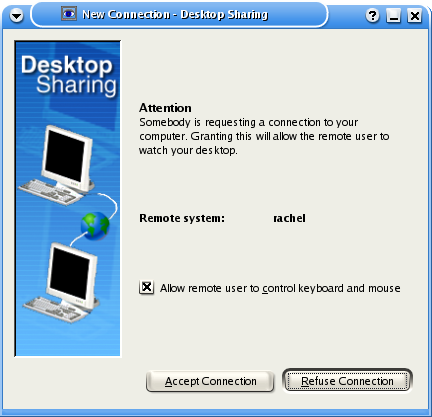 New Connection - Desktop Sharing
Desktop
Sharing
Attention
Somebody is requesting a connection to your
computer. Granting this will allow the remote user to
watch your desktop.
Remote system: rachel
Allow remote user to control keyboard and mouse
Accept Connection
Refuse Connection